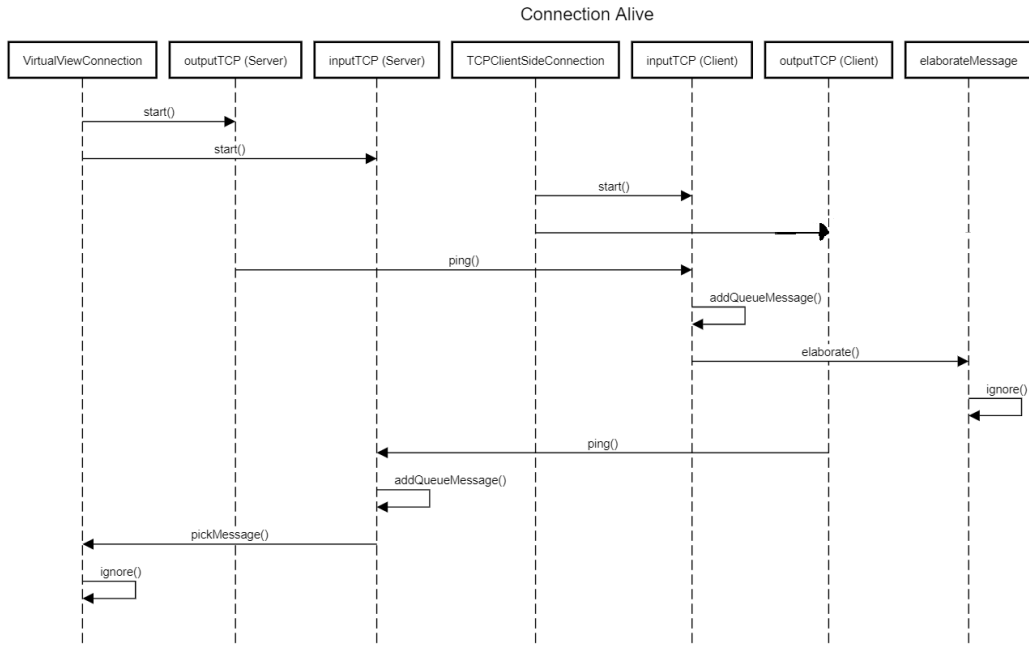 Connection Alive
VirtualViewConnection
outputTCP (Server)
inputTCP (Server)
TCPClientSideConnection
inputTCP (Client)
outputTCP (Client)
elaborateMessage
start()
start()
start()
ping()
addQueueMessage()
elaborate()
ignore()
ping()
addQueueMessage()
pickMessage()
ignore()